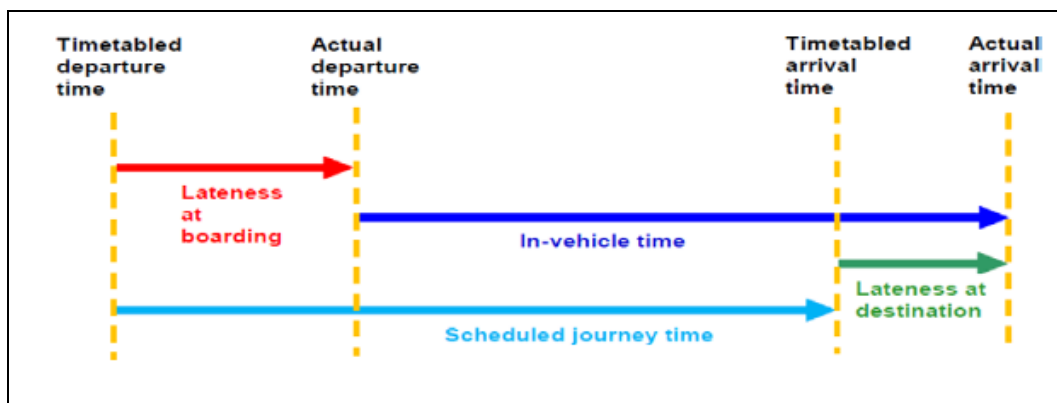 Timetabled
departure
time
Actual
departure
time
Timetabled
arrival
time
Actual
arrival
time
Lateness
at
boarding
In-vehicle time
Lateness at
destination
Scheduled journey time